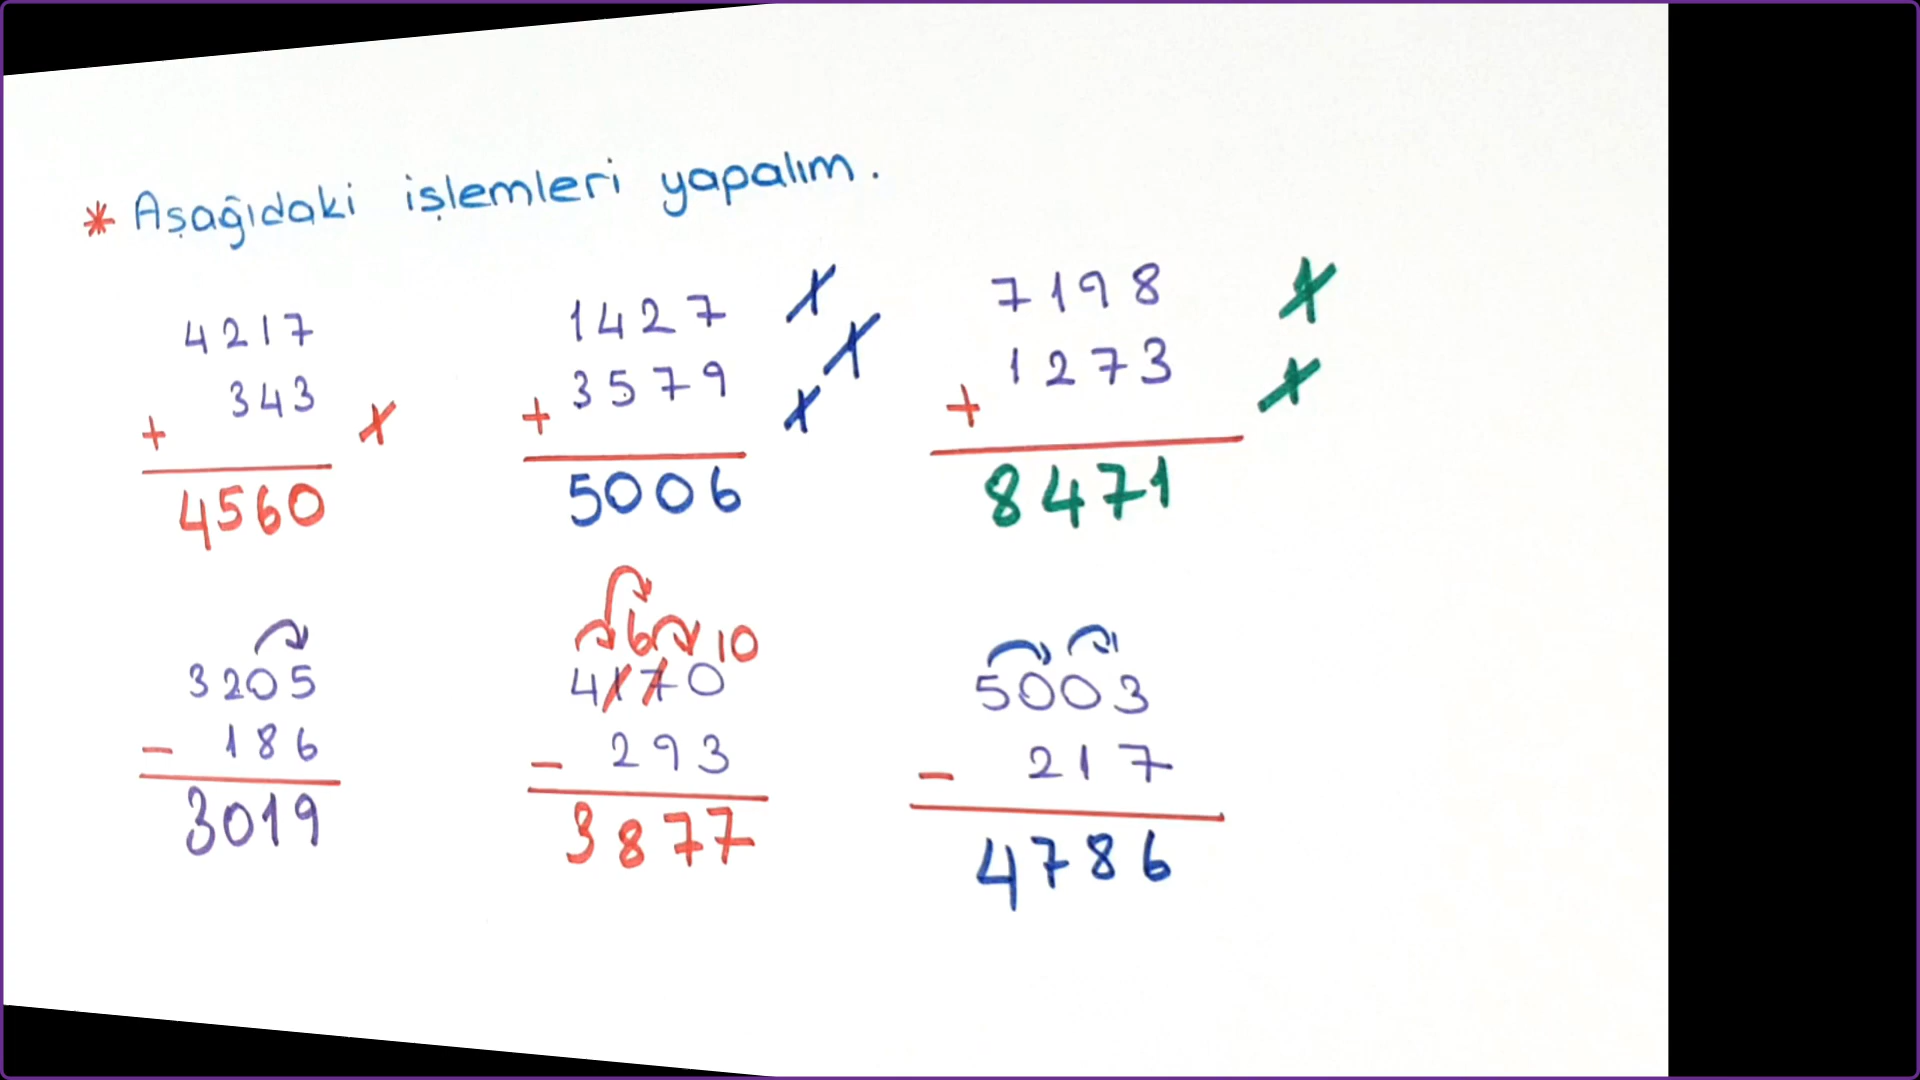 * Aşağıdaki işlemleri yapalım.
4217 1427 7198
+ 343 + 3579 + 1273
4560 5006 8471
6 10
3205 4170 5003
- 186 - 293 - 217
3019 3877 4786